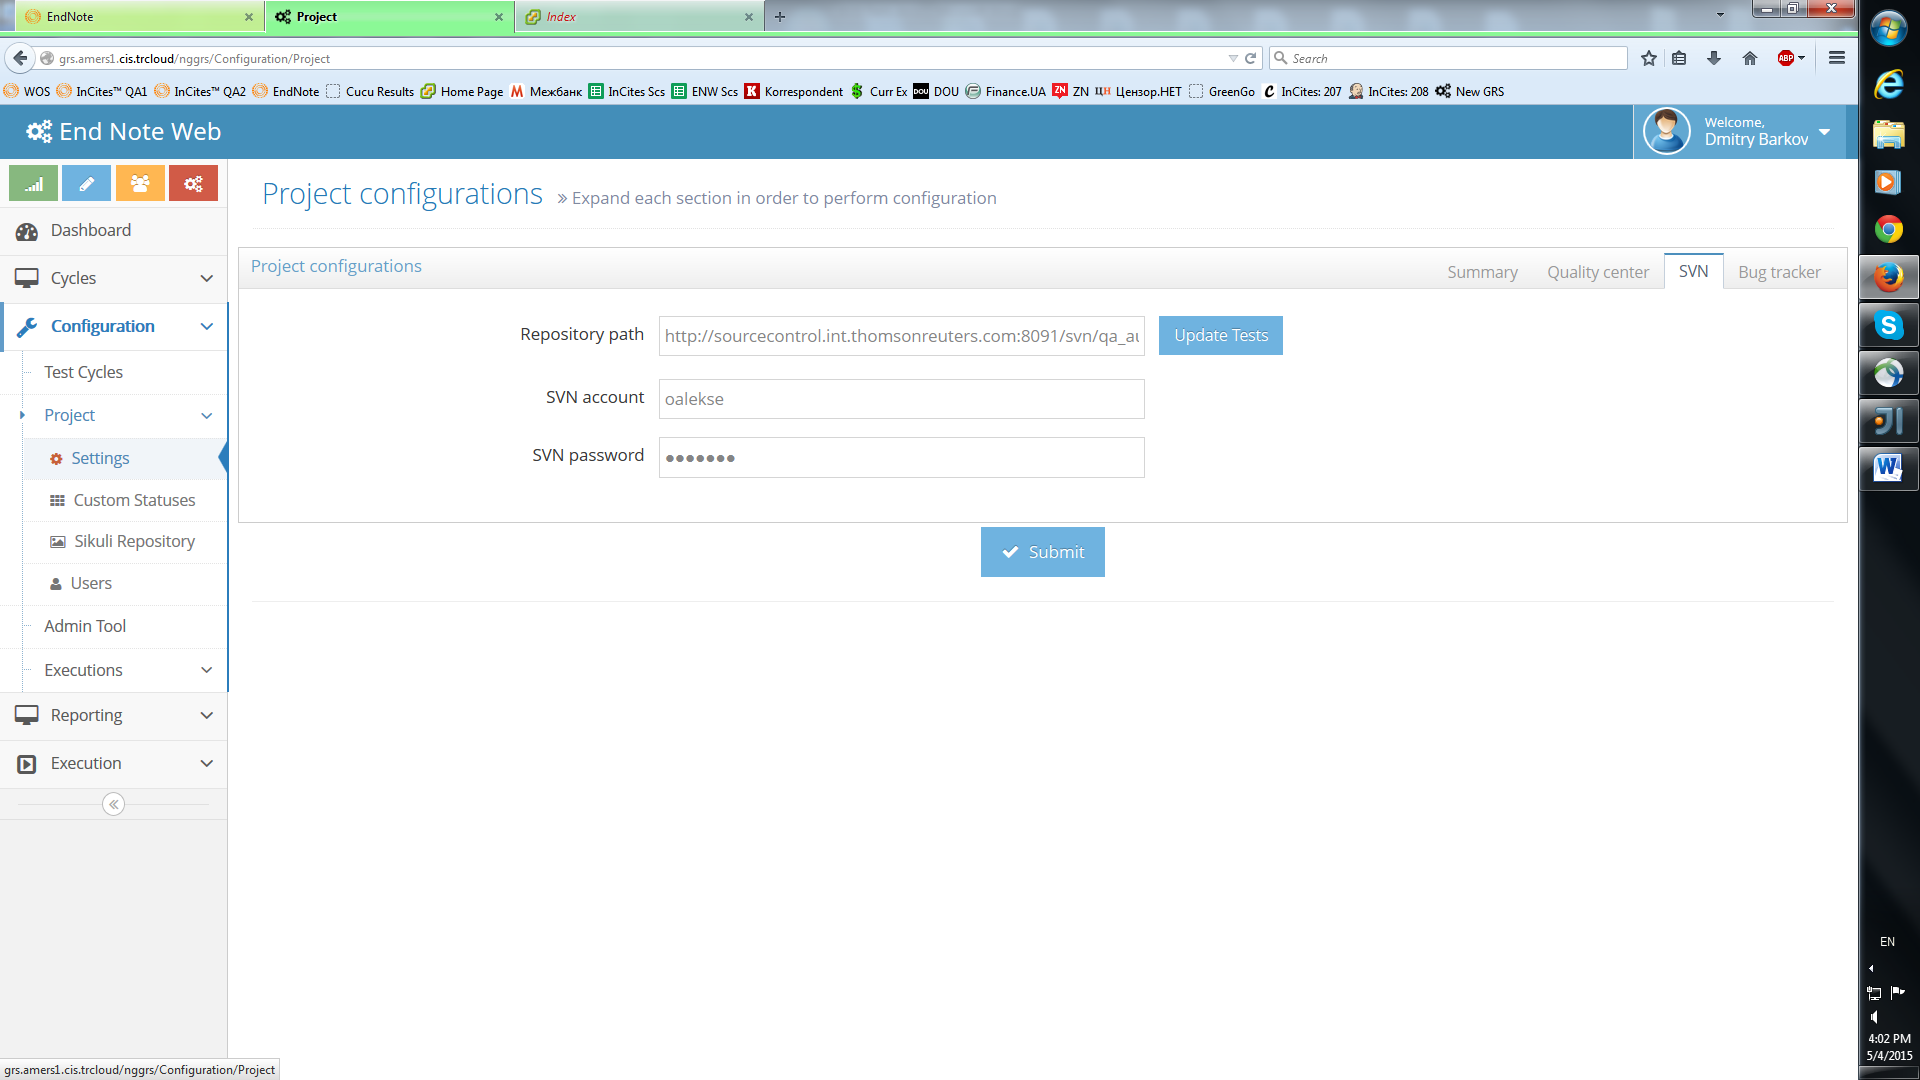 EndNote
Project
Index
grs.amers1.cis.trcloud/nggrs/Configuration/Project
Search
ABP
WOS InCites™ QA1 InCites™ QA2 EndNote Cucu Results Home Page Межбанк InCites Scs ENW Scs Korrespondent Curr Ex DOU Finance.UA ZN Цензор.НЕТ GreenGo InCites: 207 InCites: 208 New GRS
End Note Web
Welcome,
Dmitry Barkov
Dashboard
Cycles
Configuration
Test Cycles
Project
Settings
Custom Statuses
Sikuli Repository
Users
Admin Tool
Executions
Reporting
Execution
Project configurations » Expand each section in order to perform configuration
Project configurations
Summary Quality center SVN Bug tracker
Repository path http://sourcecontrol.int.thomsonreuters.com:8091/svn/qa_au Update Tests
SVN account oalekse
SVN password •••••••
Submit
EN
4:02 PM
5/4/2015
grs.amers1.cis.trcloud/nggrs/Configuration/Project